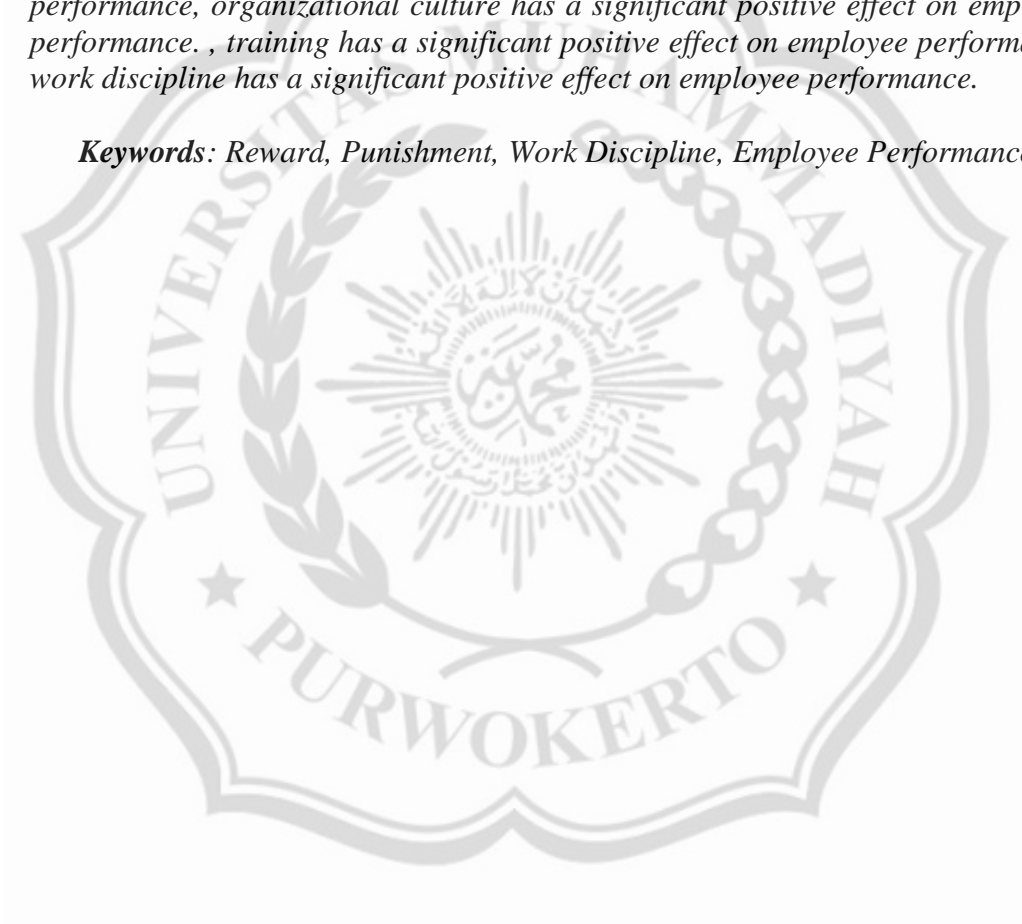 performance, organizational culture has a significant positive effect on emp
performance. , training has a significant positive effect on employee perform
work discipline has a significant positive effect on employee performance.
Keywords: Reward, Punishment, Work Discipline, Employee Performanc
UNIVERSITAS MUHAMMADIYAH
PURWOKERTO